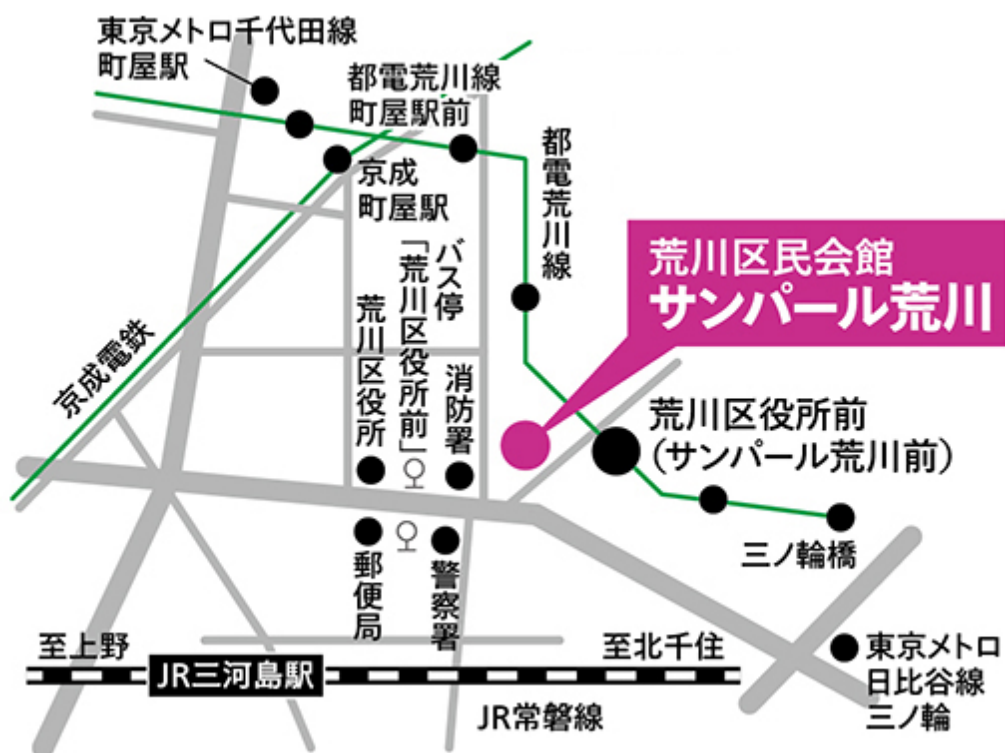 東京メトロ千代田線
町屋駅
都電荒川線
町屋駅前
京成
町屋駅
都電荒川線
荒川区民会館
サンパール荒川
京成電鉄
荒川区役所
バス停
「荒川区役所前」
消防署
荒川区役所前
（サンパール荒川前）
三ノ輪橋
郵便局
警察署
至上野
JR三河島駅
至北千住
JR常磐線
東京メトロ
日比谷線
三ノ輪